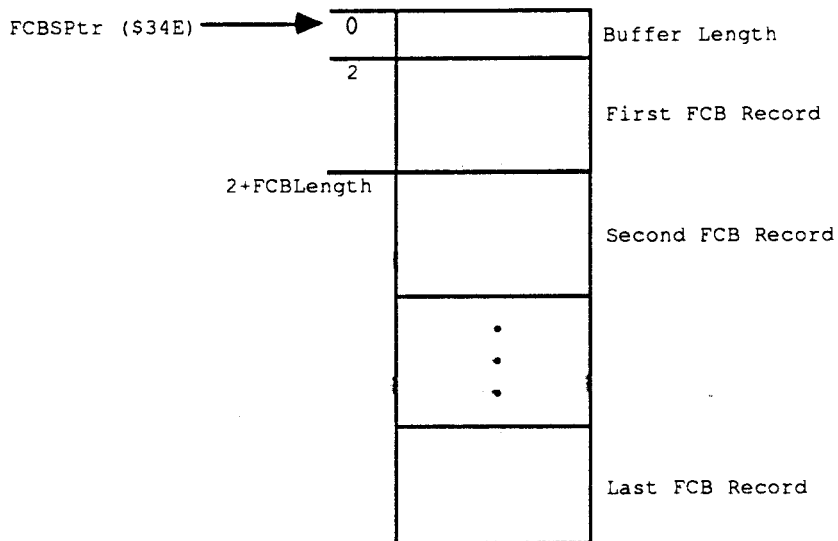 FCBSPtr ($34E)
0
Buffer Length
2
First FCB Record
2+FCBLength
Second FCB Record
Last FCB Record